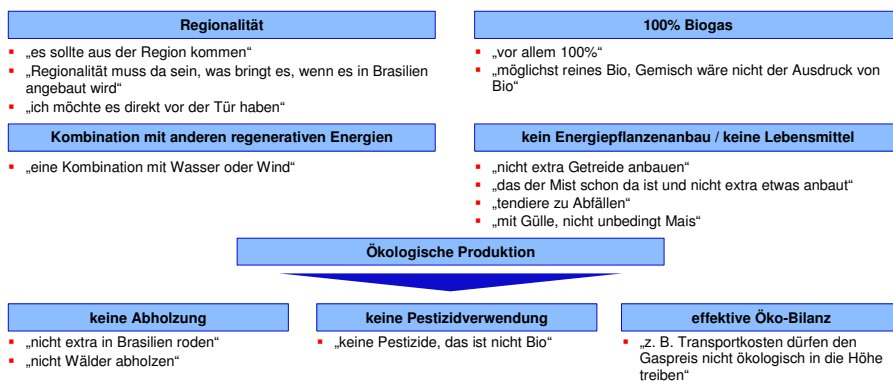 Regionalität
▪ „es sollte aus der Region kommen“
▪ „Regionalität muss da sein, was bringt es, wenn es in Brasilien
angebaut wird“
▪ „ich möchte es direkt vor der Tür haben“
100% Biogas
▪ „vor allem 100%“
▪ „möglichst reines Bio, Gemisch wäre nicht der Ausdruck von
Bio“
Kombination mit anderen regenerativen Energien
▪ „eine Kombination mit Wasser oder Wind“
kein Energiepflanzenanbau / keine Lebensmittel
▪ „nicht extra Getreide anbauen“
▪ „das der Mist schon da ist und nicht extra etwas anbaut“
▪ „tendiere zu Abfällen“
▪ „mit Gülle, nicht unbedingt Mais“
Ökologische Produktion
keine Abholzung
▪ „nicht extra in Brasilien roden“
▪ „nicht Wälder abholzen“
keine Pestizidverwendung
▪ „keine Pestizide, das ist nicht Bio“
effektive Öko-Bilanz
▪ „z. B. Transportkosten dürfen den
Gaspreis nicht ökologisch in die Höhe
treiben“